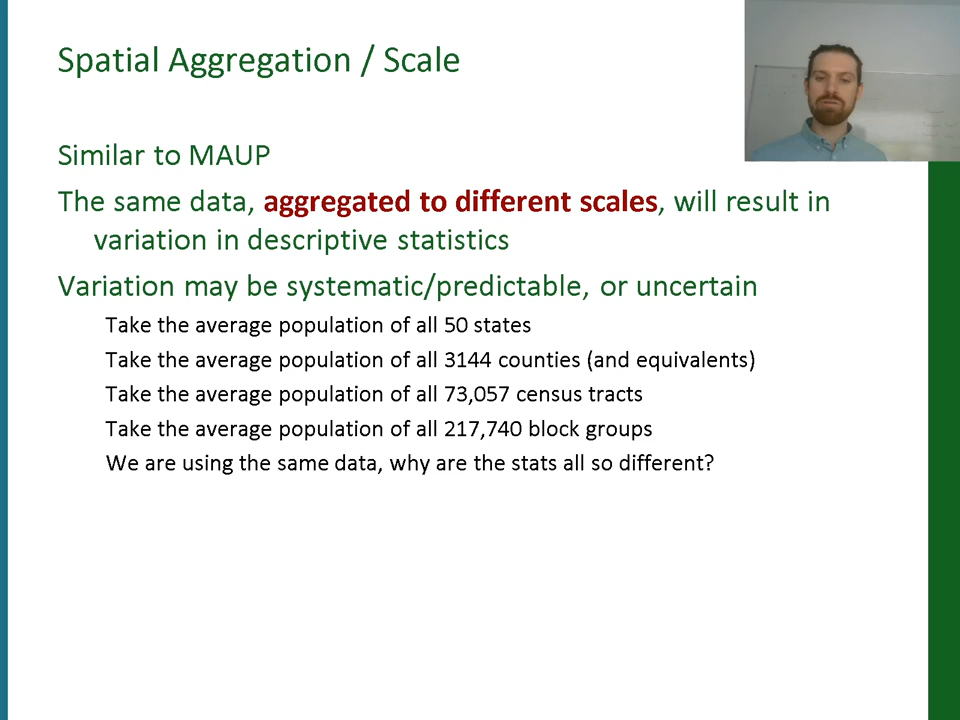 Spatial Aggregation / Scale
Similar to MAUP
The same data, aggregated to different scales, will result in
variation in descriptive statistics
Variation may be systematic/predictable, or uncertain
Take the average population of all 50 states
Take the average population of all 3144 counties (and equivalents)
Take the average population of all 73,057 census tracts
Take the average population of all 217,740 block groups
We are using the same data, why are the stats all so different?